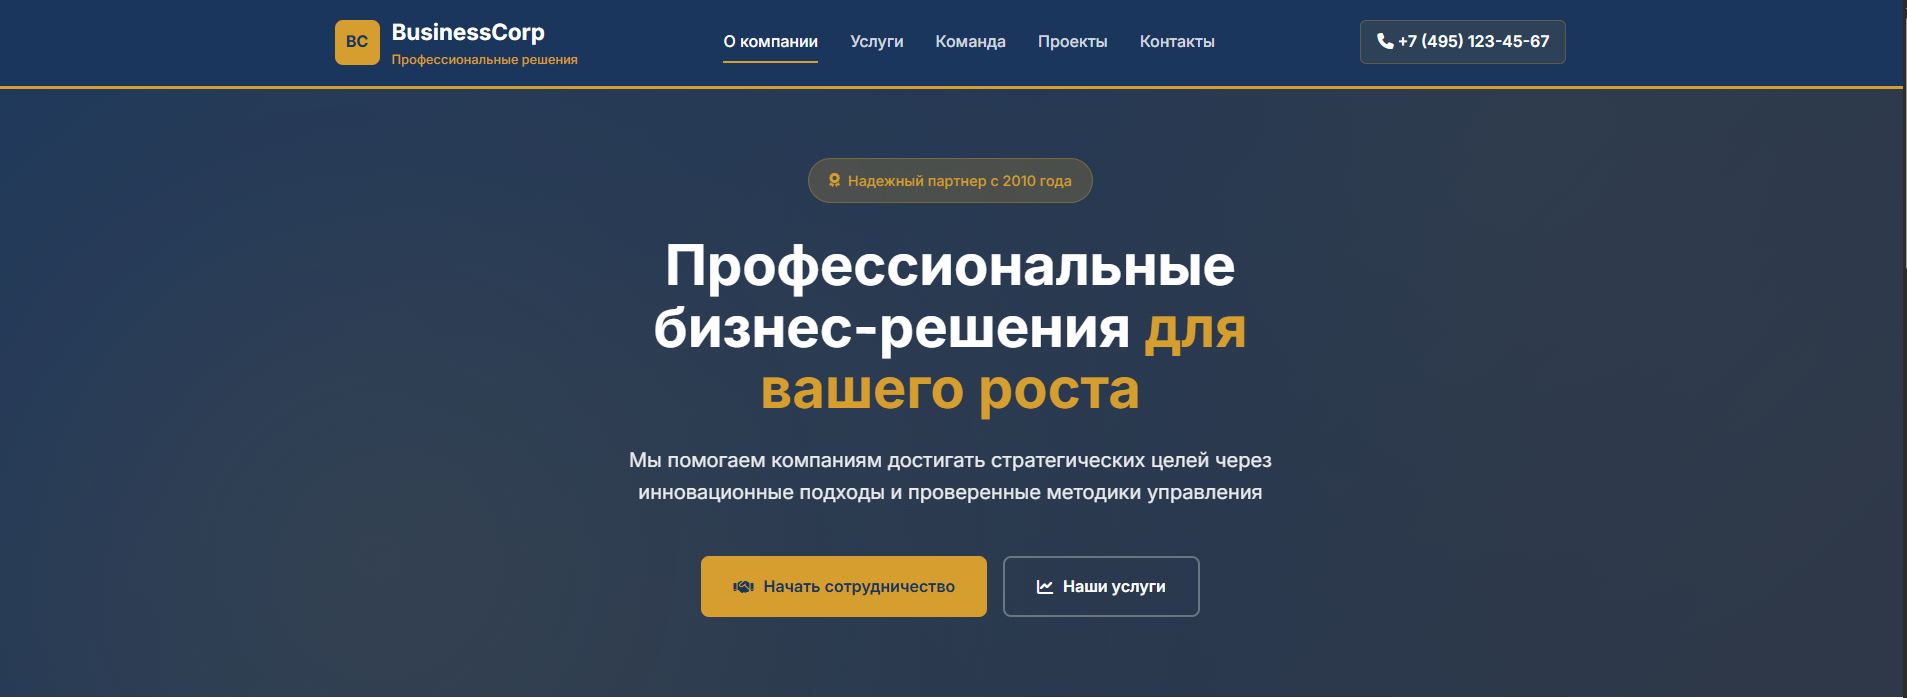 BC
BusinessCorp
Профессиональные решения
О компании
Услуги
Команда
Проекты
Контакты
+7 (495) 123-45-67
Надежный партнер с 2010 года
Профессиональные
бизнес-решения для
вашего роста
Мы помогаем компаниям достигать стратегических целей через
инновационные подходы и проверенные методики управления
Начать сотрудничество
Наши услуги